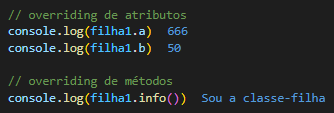 // overriding de atributos
console.log(filha1.a)  666
console.log(filha1.b)  50
// overriding de métodos
console.log(filha1.info())  Sou a classe-filha